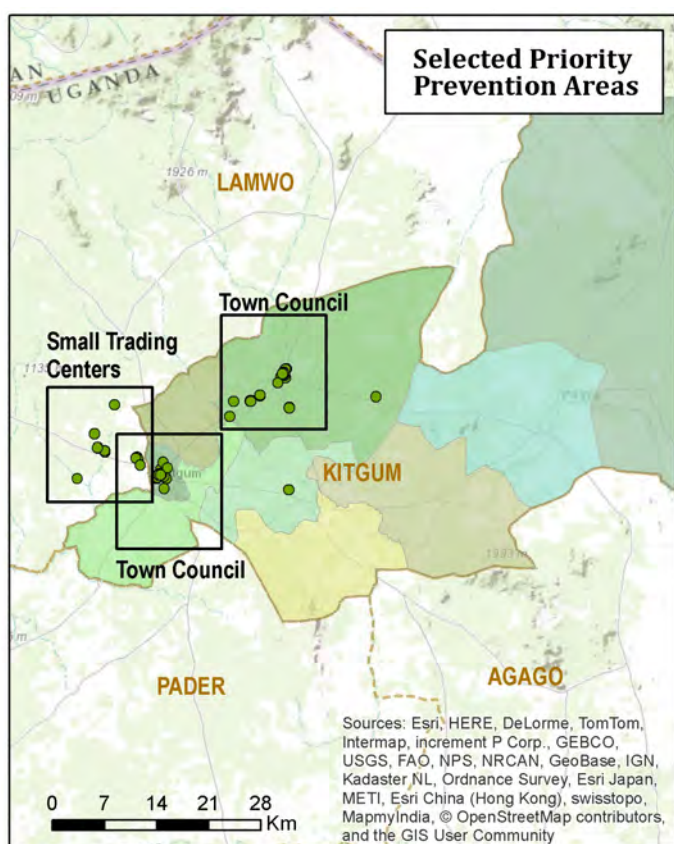 Selected Priority
Prevention Areas
UGANDA
1926 m
LAMWO
Town Council
Small Trading
Centers
KITGUM
Town Council
PADER
AGAGO
Sources: Esri, HERE, DeLorme, TomTom,
Intermap, increment P Corp., GEBCO,
USGS, FAO, NPS, NRCAN, GeoBase, IGN,
Kadaster NL, Ordnance Survey, Esri Japan,
METI, Esri China (Hong Kong), swisstopo,
MapmyIndia, © OpenStreetMap contributors,
and the GIS User Community
0 7 14 21 28
Km